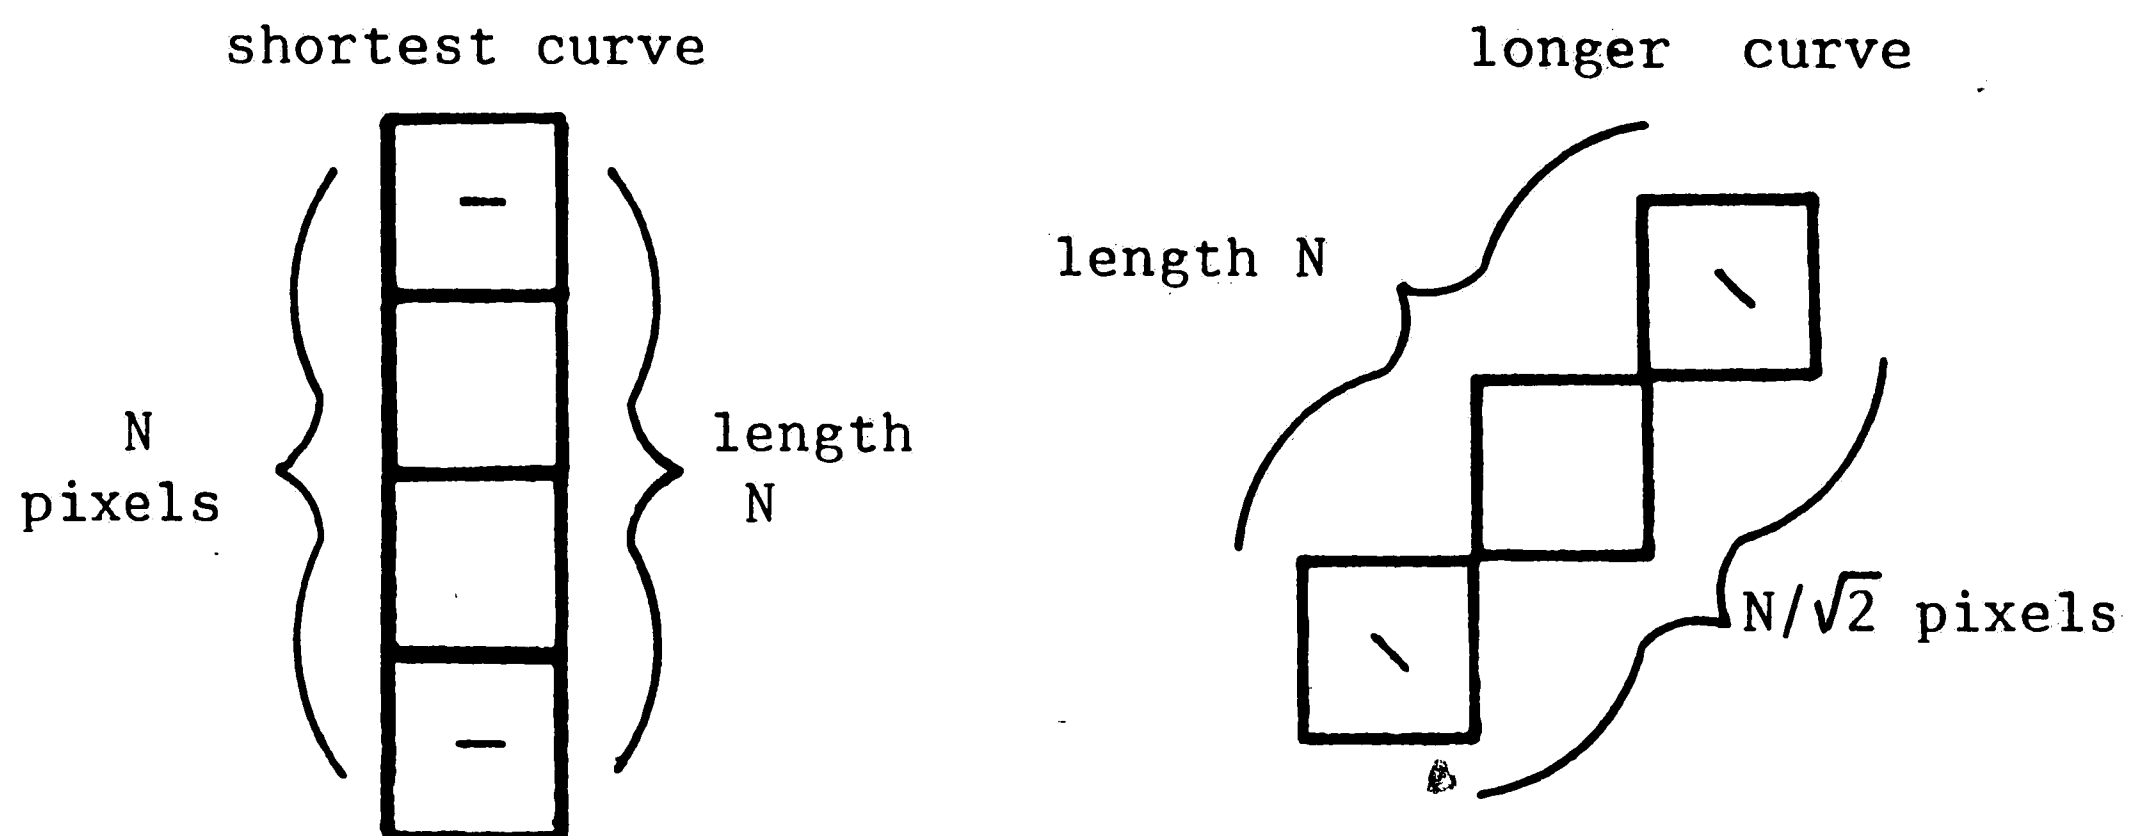 shortest curve
N
pixels
length
N
longer curve
length N
N/√2 pixels